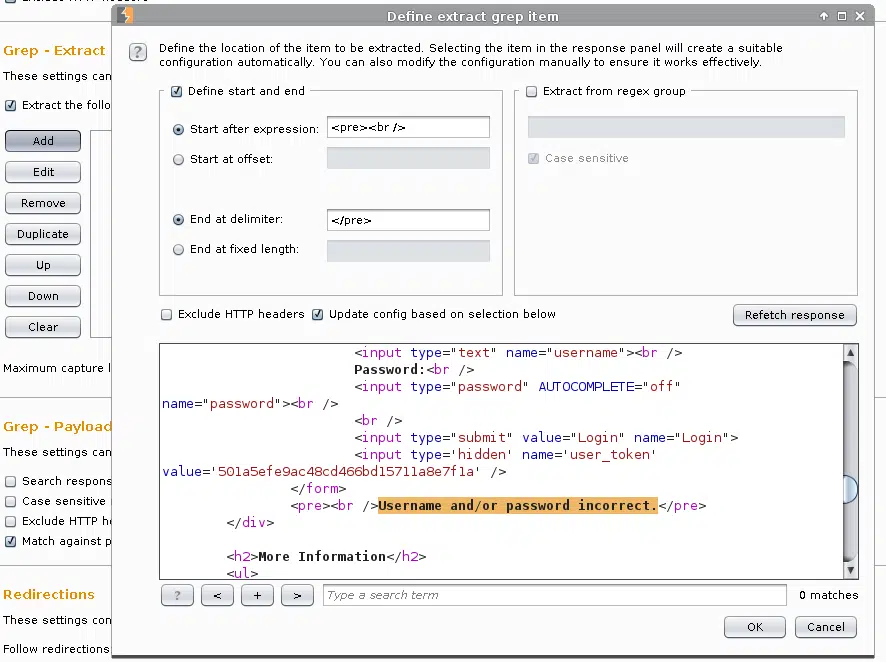 Define extract grep item
Define the location of the item to be extracted. Selecting the item in the response panel will create a suitable
configuration automatically. You can also modify the configuration manually to ensure it works effectively.
Grep - Extract
These settings can
Extract the follo
Add
Edit
Remove
Duplicate
Up
Down
Clear
Maximum capture l
Grep - Payload
These settings can
Search respons
Case sensitive
Exclude HTTP he
Match against p
Redirections
These settings con
Follow redirections
Define start and end
Start after expression: <pre><br />
Start at offset:
End at delimiter: </pre>
End at fixed length:
Extract from regex group
Case sensitive
Exclude HTTP headers Update config based on selection below
Refetch response
<input type="text" name="username"><br />
Password:<br />
<input type="password" AUTOCOMPLETE="off"
name="password"><br />
<br />
<input type="submit" value="Login" name="Login">
<input type='hidden' name='user_token'
value='501a5efe9ac48cd466bd15711a8e7f1a' />
</form>
<pre><br />Username and/or password incorrect.</pre>
</div>
<h2>More Information</h2>
<ul>
? < + > Type a search term 0 matches
OK Cancel